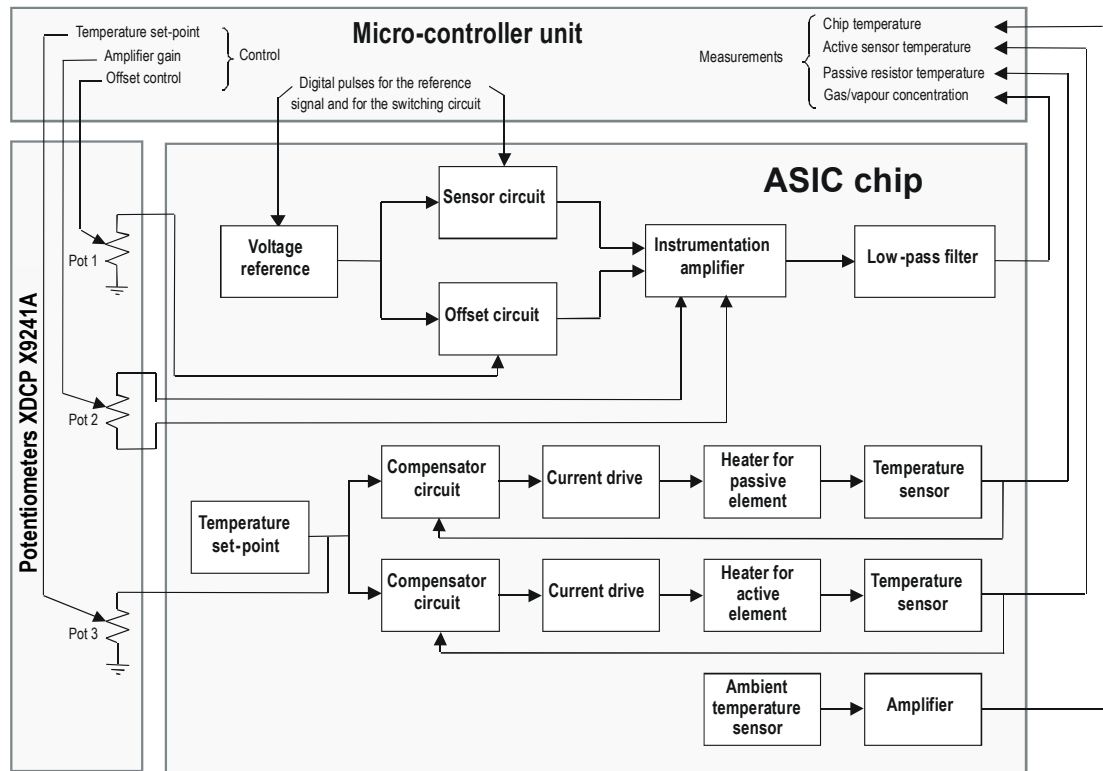 Micro-controller unit
Temperature set-point
Amplifier gain
Offset control
Control
Digital pulses for the reference
signal and for the switching circuit
Measurements
Chip temperature
Active sensor temperature
Passive resistor temperature
Gas/vapour concentration
Potentiometers XDCP X9241A
Pot 1
Pot 2
Pot 3
ASIC chip
Voltage
reference
Sensor circuit
Offset circuit
Instrumentation
amplifier
Low-pass filter
Temperature
set-point
Compensator
circuit
Current drive
Heater for
passive
element
Temperature
sensor
Compensator
circuit
Current drive
Heater for
active
element
Temperature
sensor
Ambient
temperature
sensor
Amplifier